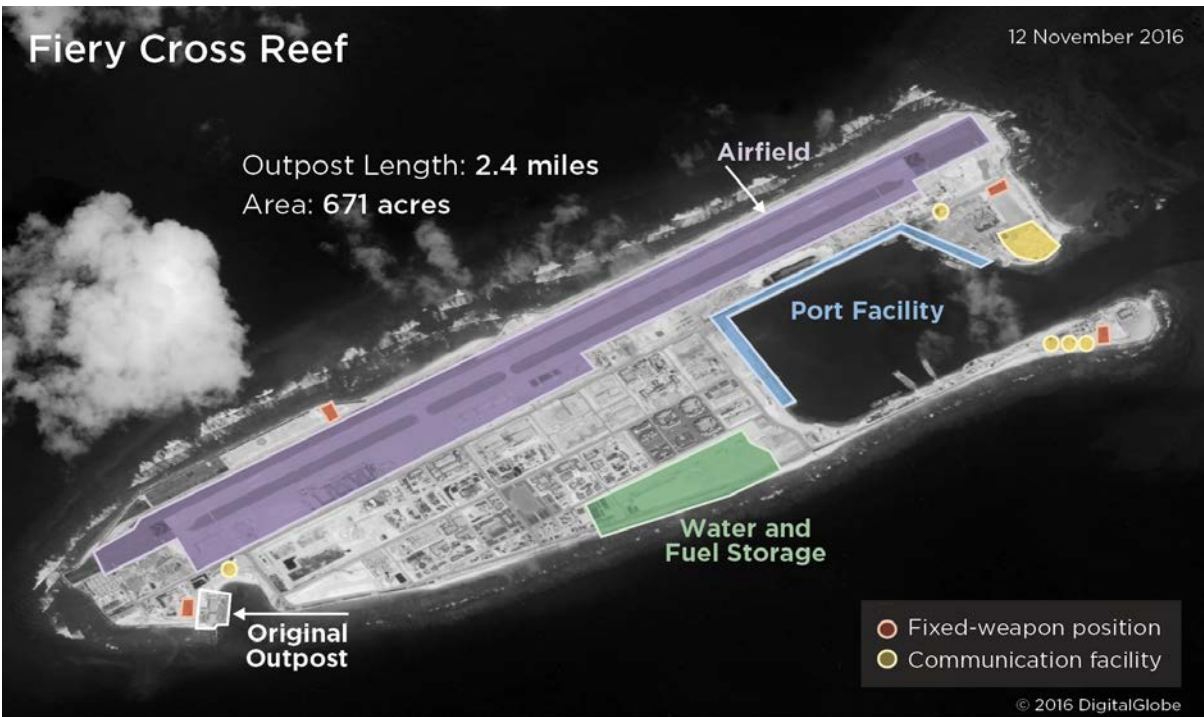 Fiery Cross Reef
12 November 2016
Outpost Length: 2.4 miles
Area: 671 acres
Airfield
Port Facility
Water and
Fuel Storage
Original
Outpost
Fixed-weapon position
Communication facility
© 2016 DigitalGlobe